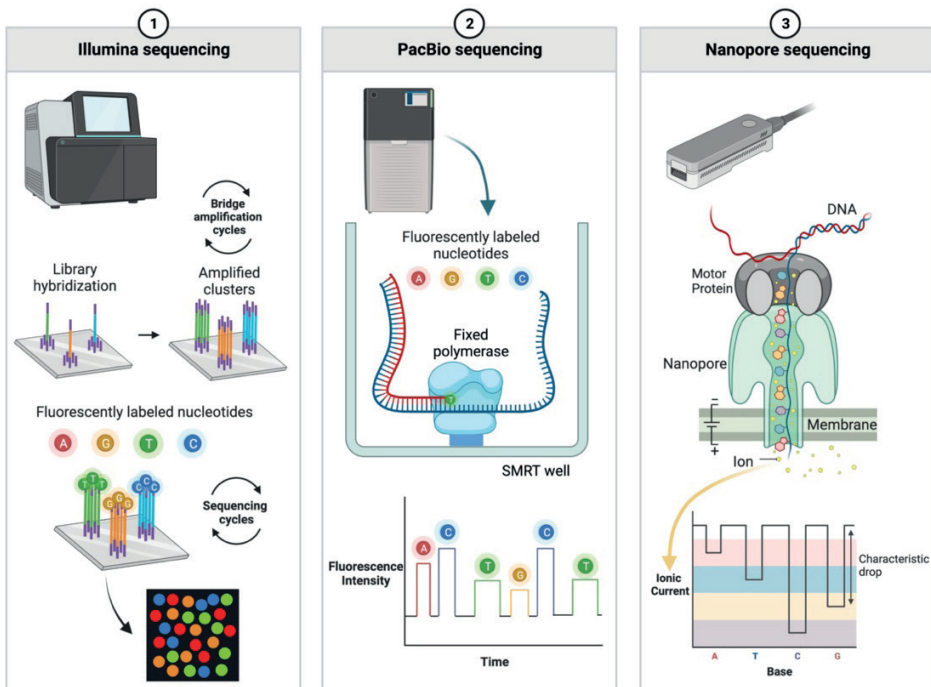 1
Illumina sequencing
Bridge
amplification
cycles
Library
hybridization
Amplified
clusters
Fluorescently labeled nucleotides
A G T C
T T T
G G G
C C C
Sequencing
cycles
2
PacBio sequencing
Fluorescently labeled
nucleotides
A G T C
Fixed
polymerase
T
SMRT well
Fluorescence
Intensity
A C T G C T
Time
3
Nanopore sequencing
DNA
Motor
Protein
Nanopore
–
+
Membrane
Ion
Ionic
Current
Characteristic
drop
A T C G
Base